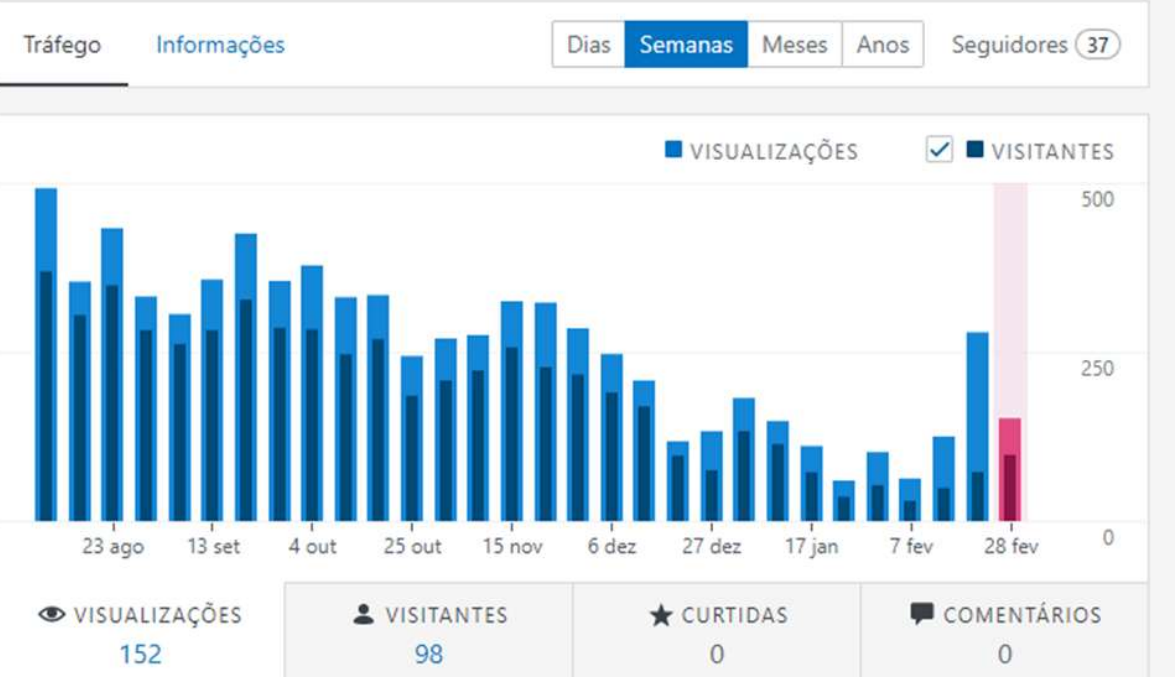 Tráfego Informações Dias Semanas Meses Anos Seguidores 37
VISUALIZAÇÕES VISITANTES
500
250
0
23 ago 13 set 4 out 25 out 15 nov 6 dez 27 dez 17 jan 7 fev 28 fev
VISUALIZAÇÕES VISITANTES CURTIDAS COMENTÁRIOS
152 98 0 0